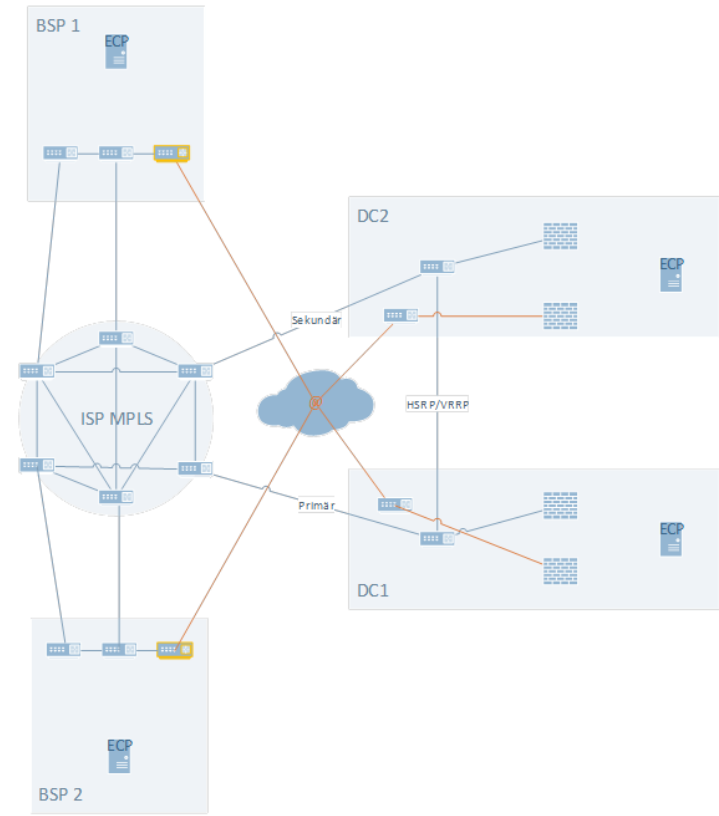 BSP 1
ECP
DC2
ECP
Sekundär
ISP MPLS
HSRP/VRRP
Primär
ECP
DC1
ECP
BSP 2